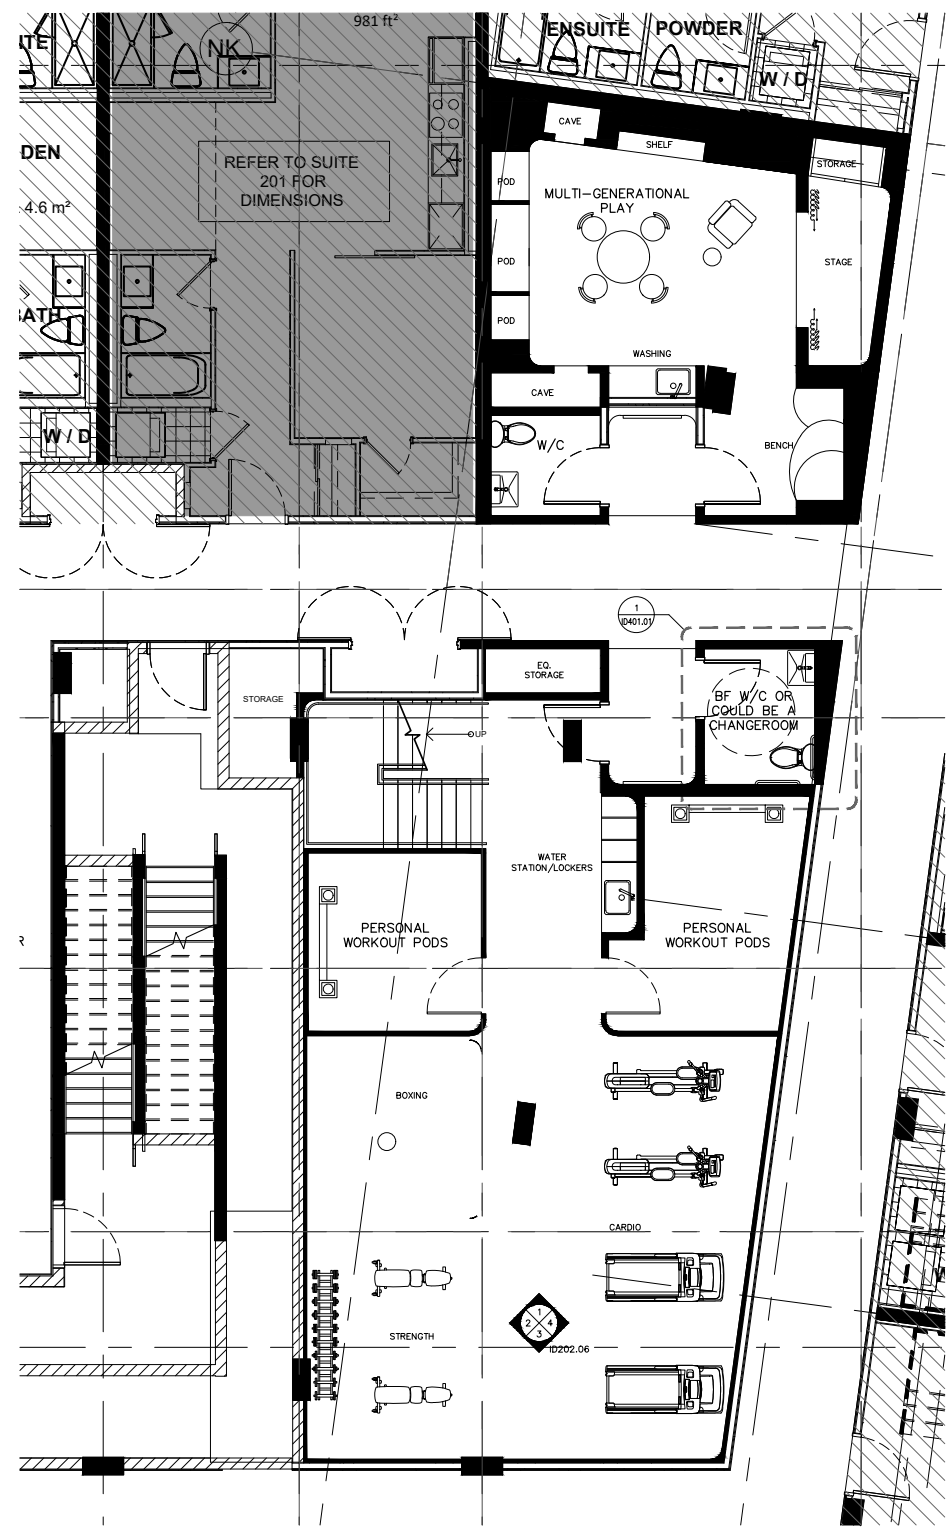 981 ft²
NK
ENSUITE
POWDER
W / D
CAVE
SHELF
STORAGE
DEN
REFER TO SUITE
201 FOR
DIMENSIONS
4.6 m²
POD
MULTI-GENERATIONAL
PLAY
POD
STAGE
POD
WASHING
CAVE
W / D
W/C
BENCH
1
ID401.01
EQ.
STORAGE
STORAGE
BF W/C OR
COULD BE A
CHANGEROOM
UP
WATER
STATION/LOCKERS
PERSONAL
WORKOUT PODS
PERSONAL
WORKOUT PODS
R
BOXING
CARDIO
1
2 4
3
ID202.06
STRENGTH